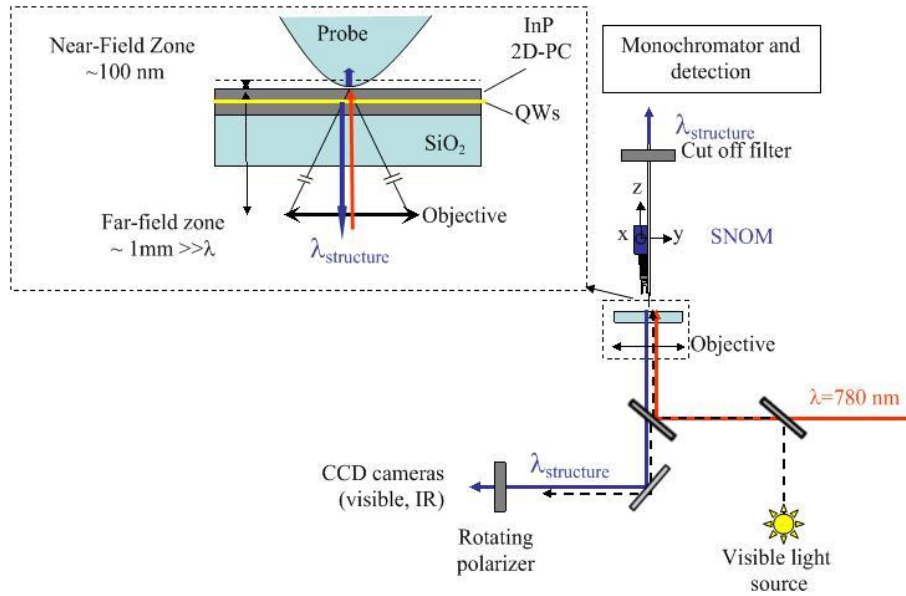 Near-Field Zone
~100 nm
Probe
InP
2D-PC
QWs
SiO₂
Far-field zone
~ 1mm >>λ
Objective
λstructure
Monochromator and
detection
λstructure
Cut off filter
z
x
y
SNOM
Objective
λ=780 nm
λstructure
CCD cameras
(visible, IR)
Rotating
polarizer
Visible light
source